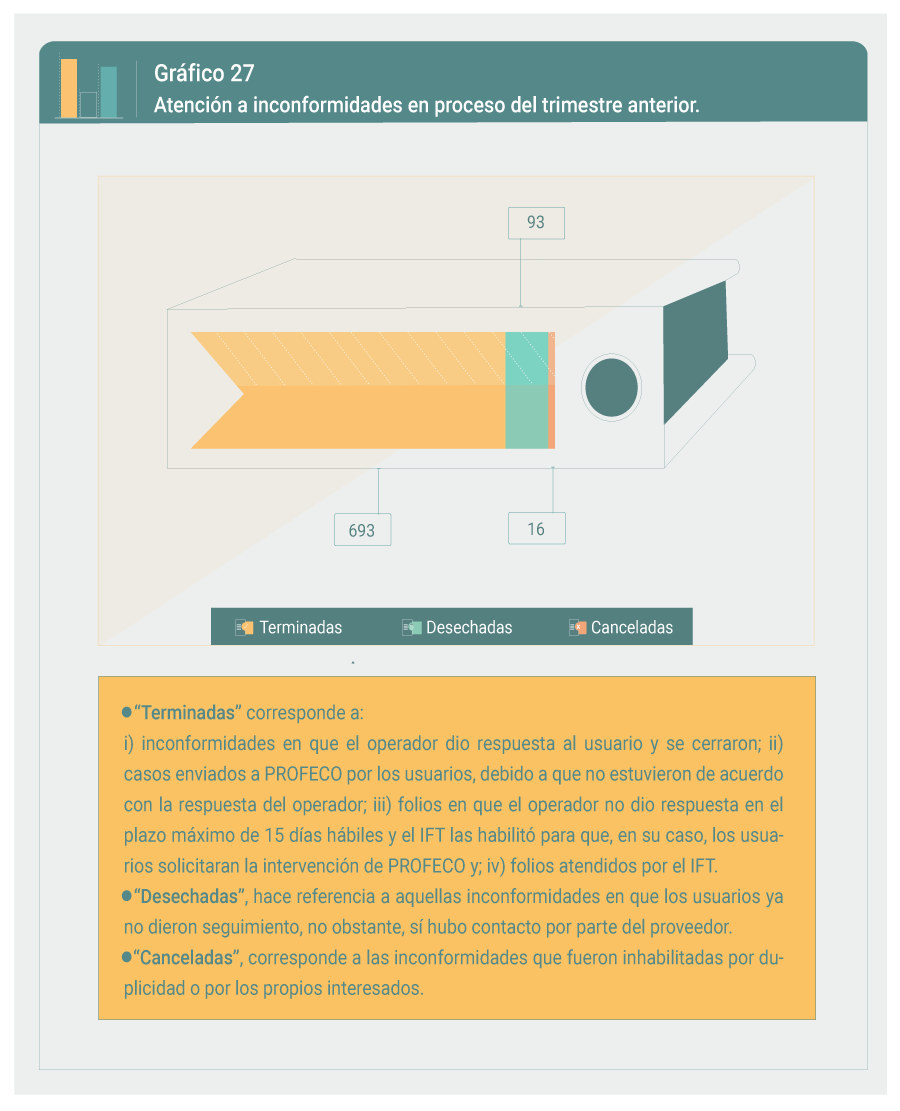 Gráfico 27
Atención a inconformidades en proceso del trimestre anterior.
93
693
16
Terminadas
Desechadas
Canceladas
●“Terminadas” corresponde a:
i) inconformidades en que el operador dio respuesta al usuario y se cerraron; ii)
casos enviados a PROFECO por los usuarios, debido a que no estuvieron de acuerdo
con la respuesta del operador; iii) folios en que el operador no dio respuesta en el
plazo máximo de 15 días hábiles y el IFT las habilitó para que, en su caso, los usua-
rios solicitaran la intervención de PROFECO y; iv) folios atendidos por el IFT.
●“Desechadas”, hace referencia a aquellas inconformidades en que los usuarios ya
no dieron seguimiento, no obstante, sí hubo contacto por parte del proveedor.
●“Canceladas”, corresponde a las inconformidades que fueron inhabilitadas por du-
plicidad o por los propios interesados.